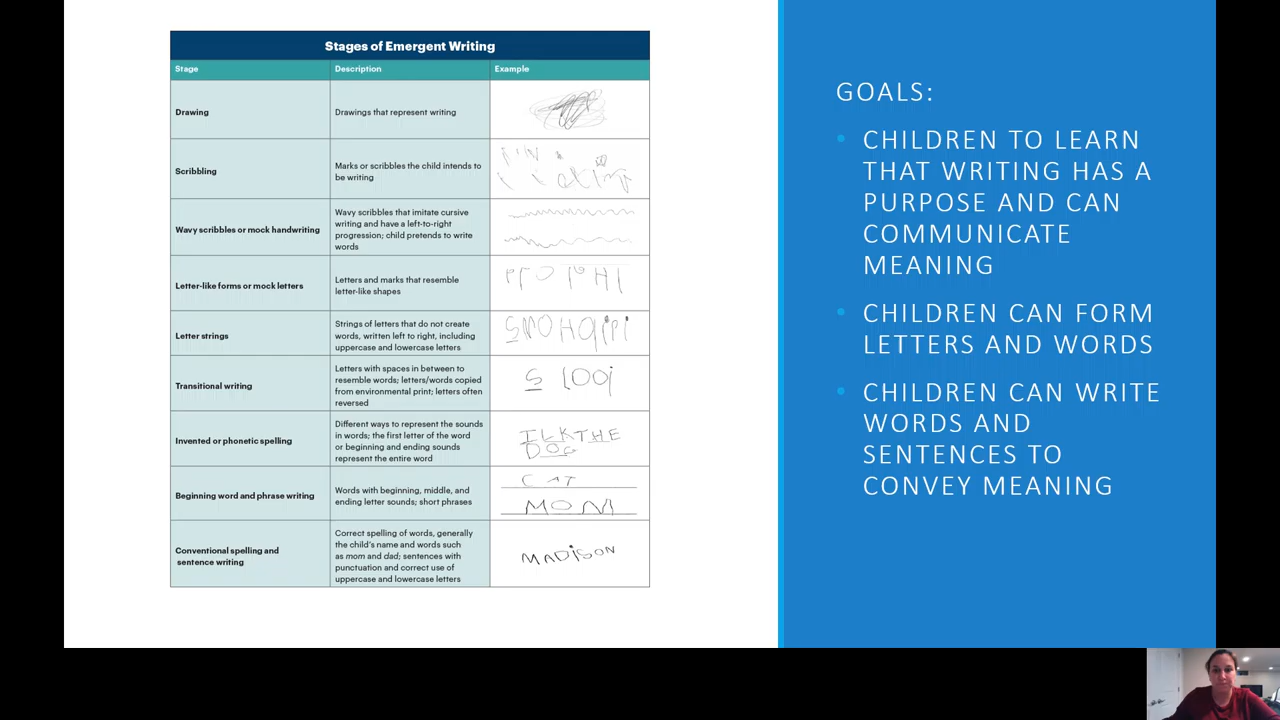 Stages of Emergent Writing
Stage Description Example
Drawing
Drawings that represent writing
Scribbling
Marks or scribbles the child intends to
be writing
Wavy scribbles or mock handwriting
Wavy scribbles that imitate cursive
writing and have a left-to-right
progression; child pretends to write
words
Letter-like forms or mock letters
Letters and marks that resemble
letter-like shapes
Letter strings
Strings of letters that do not create
words, written left to right, including
uppercase and lowercase letters
Transitional writing
Letters with spaces in between to
resemble words; letters/words copied
from environmental print; letters often
reversed
Invented or phonetic spelling
Different ways to represent the sounds
in words; the first letter of the word
or beginning and ending sounds
represent the entire word
ILKTHE
DOG
Beginning word and phrase writing
Words with beginning, middle, and
ending letter sounds; short phrases
CAT
MOM
Conventional spelling and
sentence writing
Correct spelling of words, generally
the child's name and words such
as mom and dad; sentences with
punctuation and correct use of
uppercase and lowercase letters
MADISON
GOALS:
• CHILDREN TO LEARN
THAT WRITING HAS A
PURPOSE AND CAN
COMMUNICATE
MEANING
• CHILDREN CAN FORM
LETTERS AND WORDS
• CHILDREN CAN WRITE
WORDS AND
SENTENCES TO
CONVEY MEANING